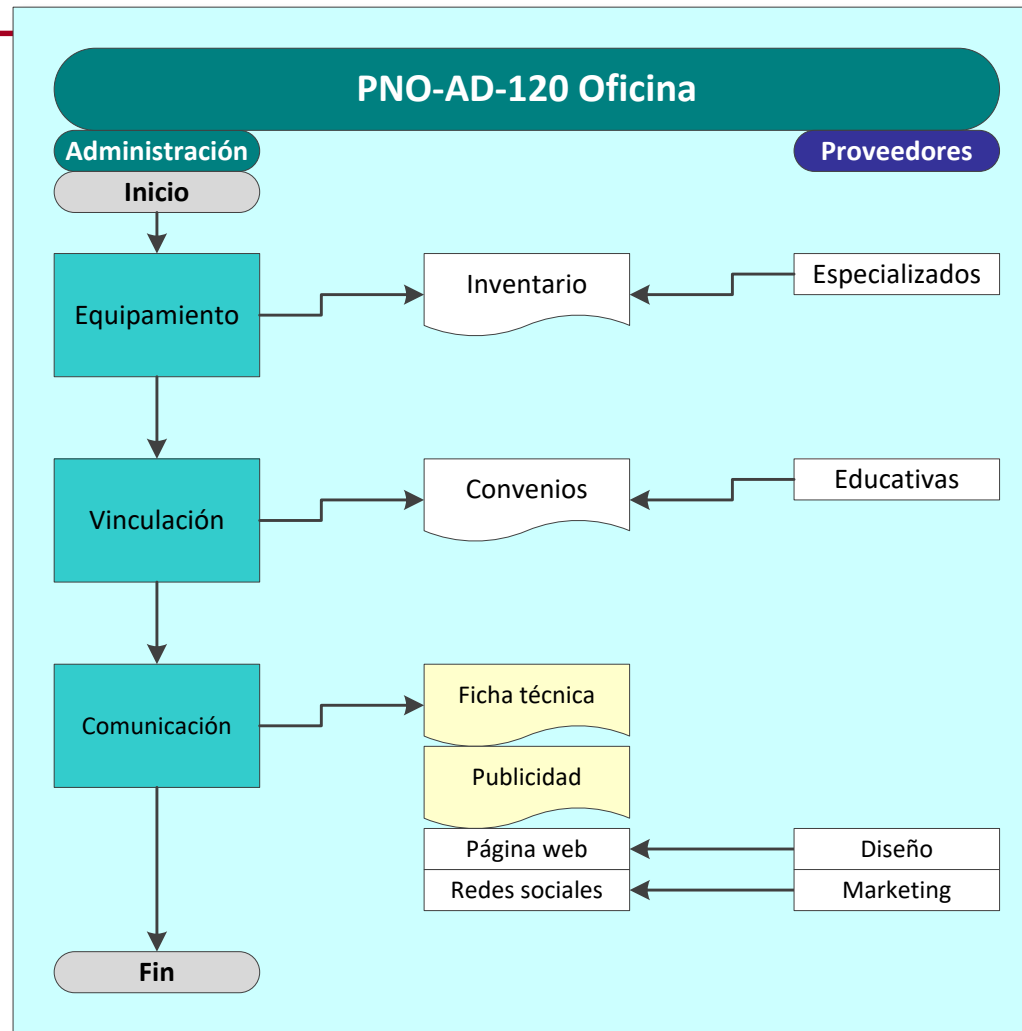 PNO-AD-120 Oficina
Administración
Proveedores
Inicio
Equipamiento
Inventario
Especializados
Vinculación
Convenios
Educativas
Comunicación
Ficha técnica
Publicidad
Página web
Diseño
Redes sociales
Marketing
Fin